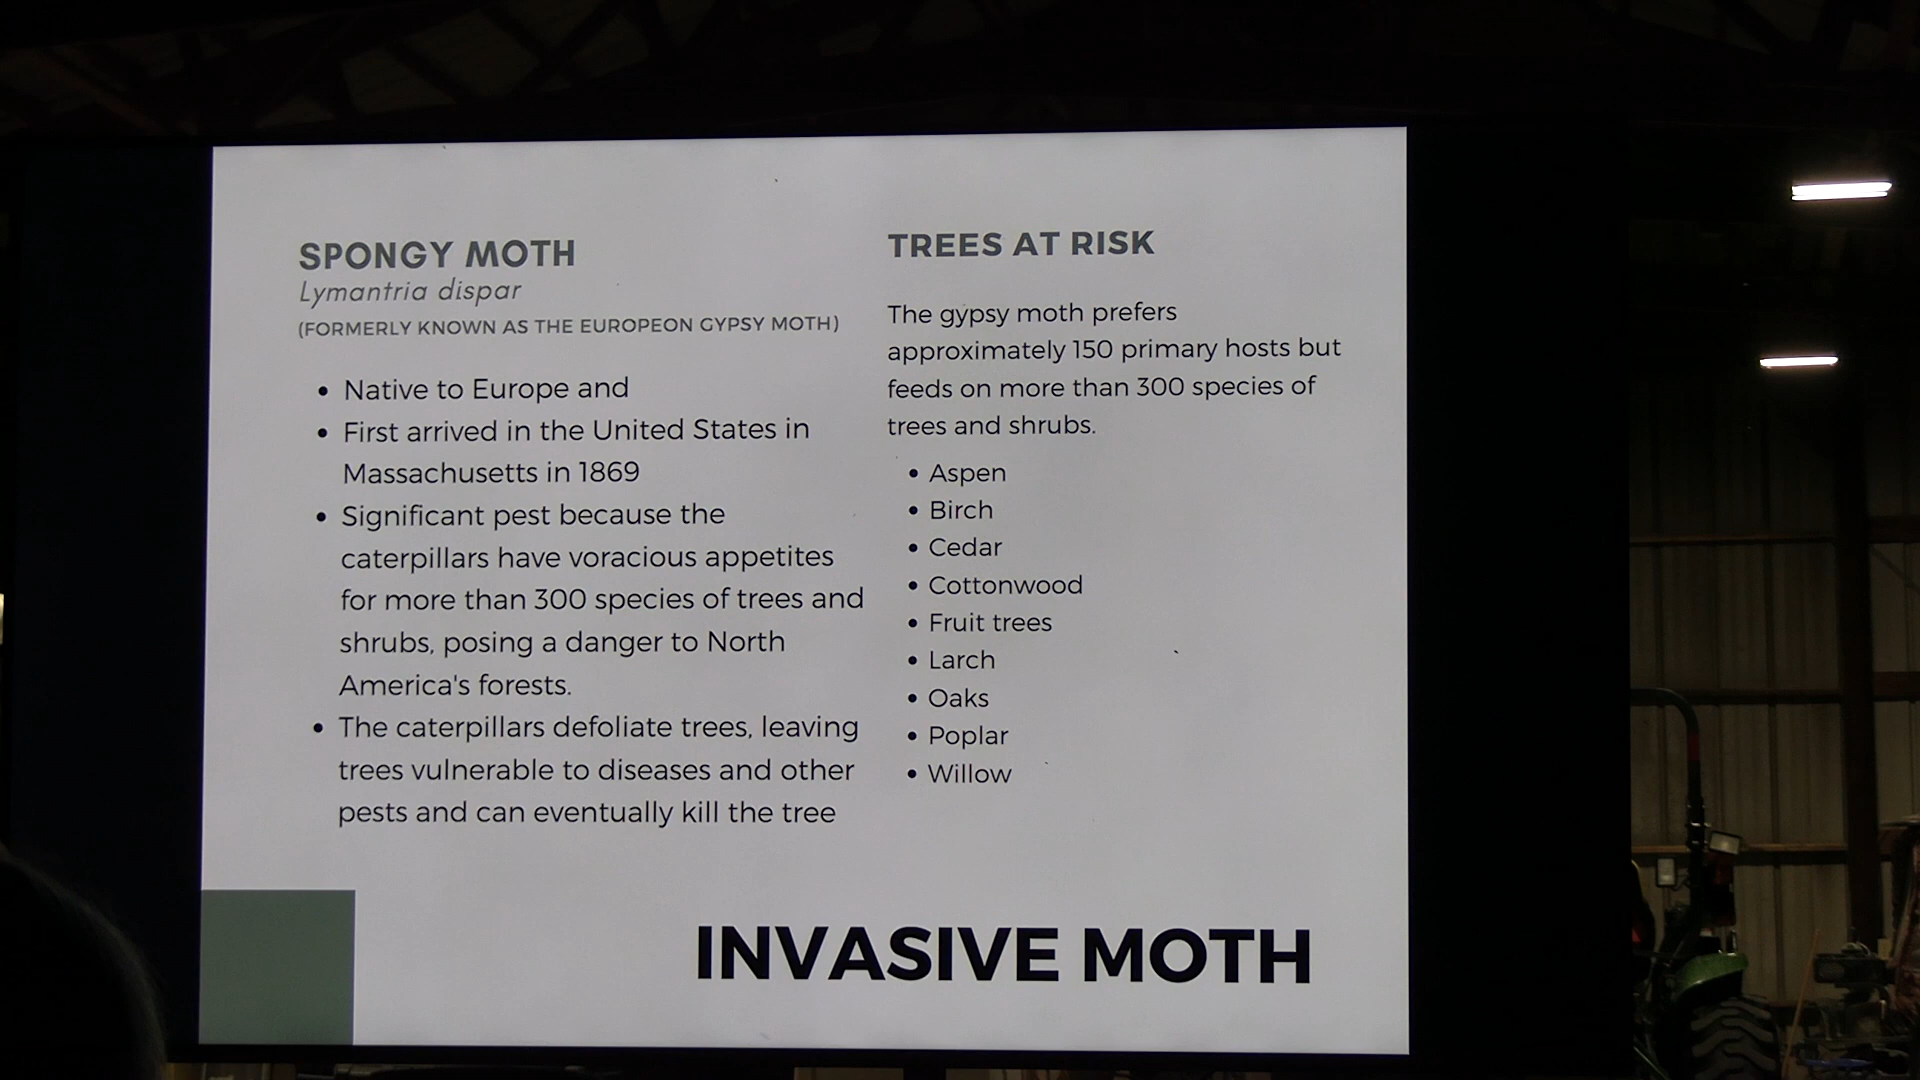 SPONGY MOTH
Lymantria dispar
(FORMERLY KNOWN AS THE EUROPEON GYPSY MOTH)
• Native to Europe and
• First arrived in the United States in
Massachusetts in 1869
• Significant pest because the
caterpillars have voracious appetites
for more than 300 species of trees and
shrubs, posing a danger to North
America's forests.
• The caterpillars defoliate trees, leaving
trees vulnerable to diseases and other
pests and can eventually kill the tree
TREES AT RISK
The gypsy moth prefers
approximately 150 primary hosts but
feeds on more than 300 species of
trees and shrubs.
• Aspen
• Birch
• Cedar
• Cottonwood
• Fruit trees
• Larch
• Oaks
• Poplar
• Willow
INVASIVE MOTH